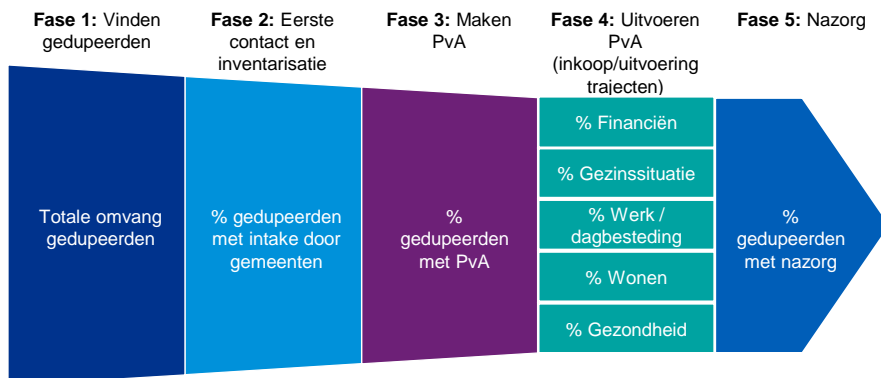 Fase 1: Vinden
gedupeerden
Fase 2: Eerste
contact en
inventarisatie
Fase 3: Maken
PvA
Fase 4: Uitvoeren
PvA
(inkoop/uitvoering
trajecten)
Fase 5: Nazorg
Totale omvang
gedupeerden
% gedupeerden
met intake door
gemeenten
%
gedupeerden
met PvA
% Financiën
% Gezinssituatie
% Werk /
dagbesteding
% Wonen
% Gezondheid
%
gedupeerden
met nazorg